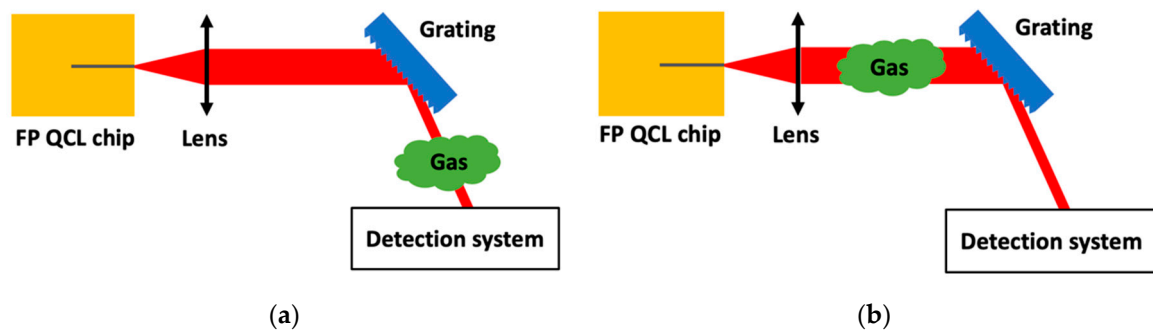 Grating
Gas
FP QCL chip
Lens
Detection system
(a)
Grating
Gas
FP QCL chip
Lens
Detection system
(b)